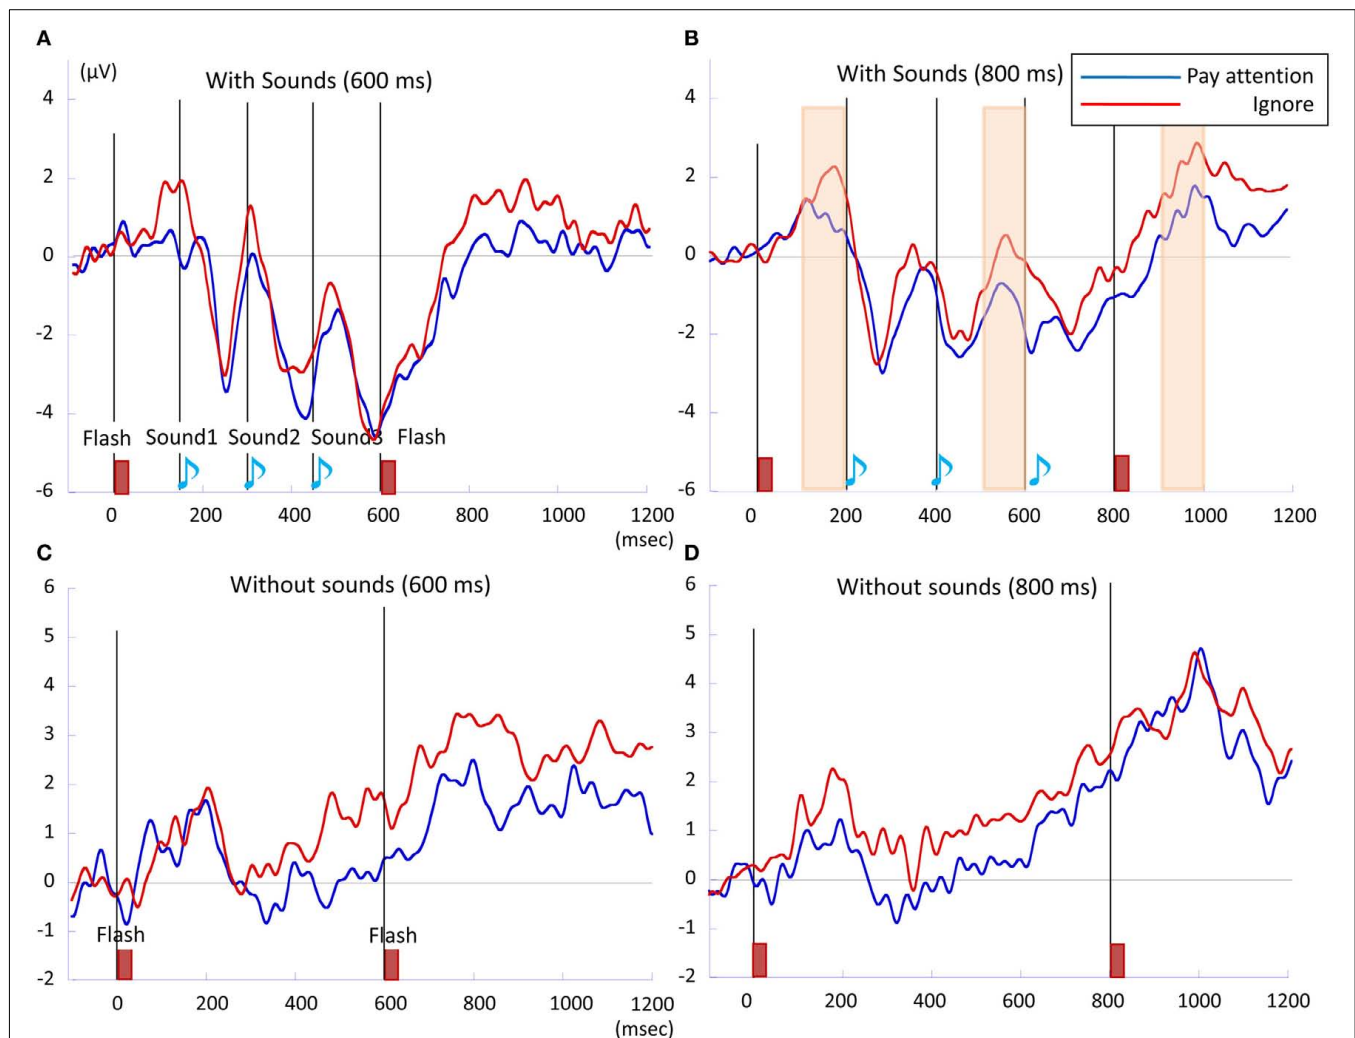 A
(μV)
With Sounds (600 ms)
4
2
0
-2
-4
-6
Flash Sound1 Sound2 Sound3 Flash
0 200 400 600 800 1000 1200
(msec)
B
With Sounds (800 ms)
Pay attention
Ignore
4
2
0
-2
-4
-6
0 200 400 600 800 1000 1200
C
Without sounds (600 ms)
6
5
4
3
2
1
0
-1
-2
Flash Flash
0 200 400 600 800 1000 1200
(msec)
D
Without sounds (800 ms)
6
5
4
3
2
1
0
-1
-2
0 200 400 600 800 1000 1200